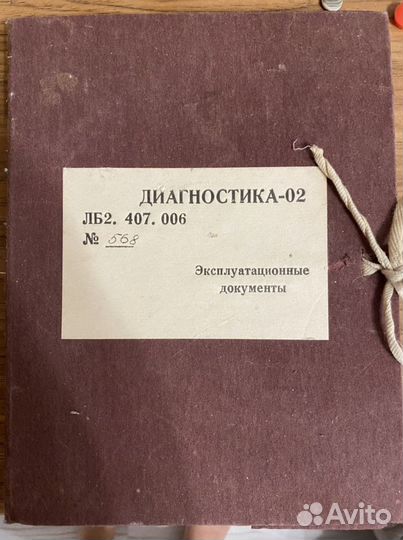 ДИАГНОСТИКА-02
ЛБ2. 407. 006
№ 568
Эксплуатационные
документы
Avito